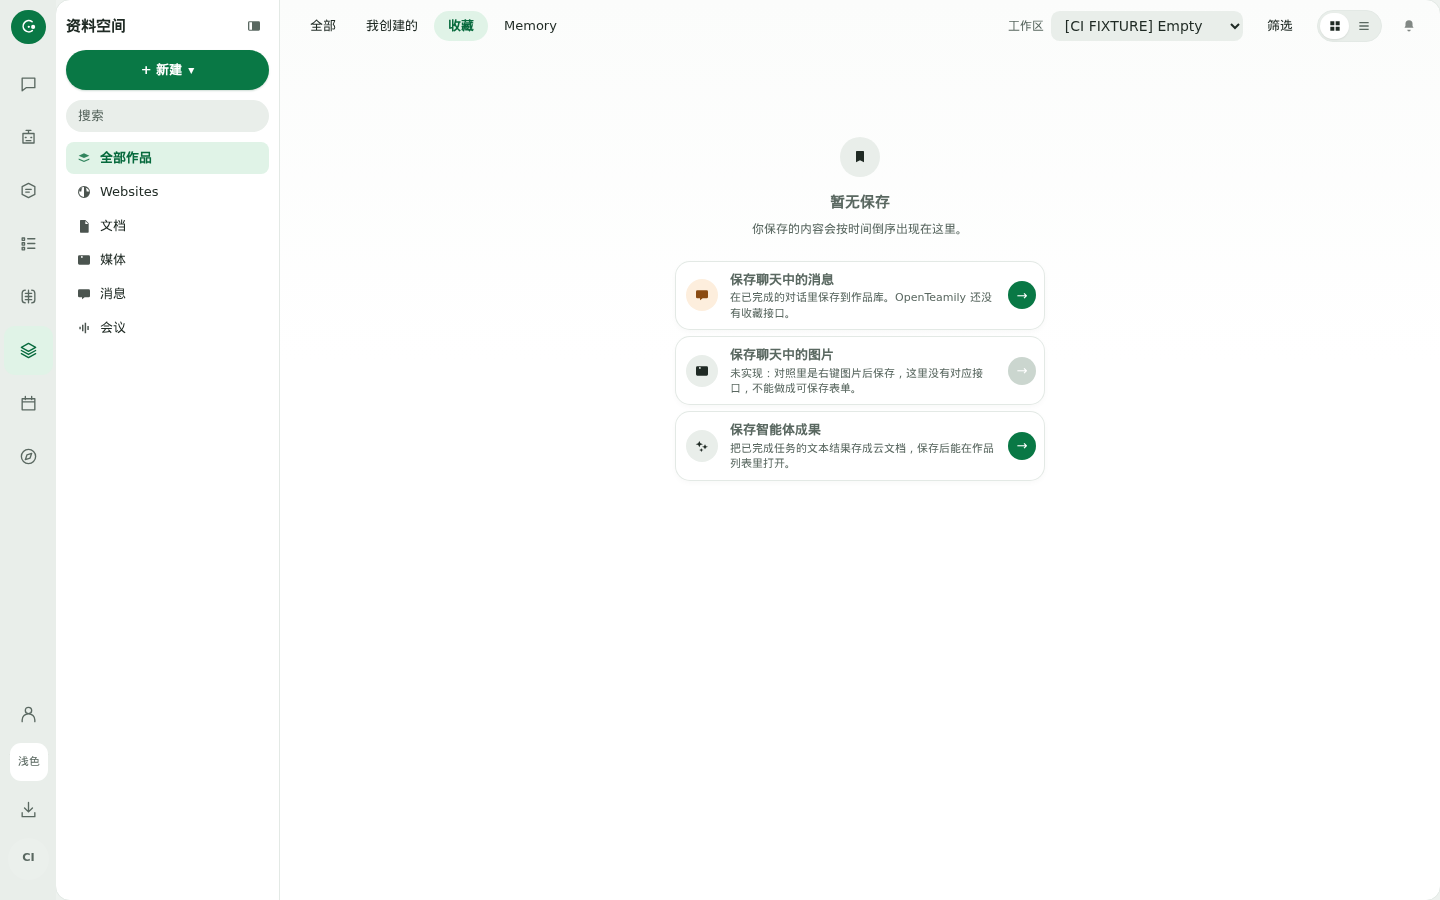 资料空间
+ 新建 ▾
搜索
全部作品
Websites
文档
媒体
消息
会议
浅色
CI
全部
我创建的
收藏
Memory
工作区
[CI FIXTURE] Empty
筛选
暂无保存
你保存的内容会按时间倒序出现在这里。
保存聊天中的消息
在已完成的对话里保存到作品库。OpenTeamily 还没
有收藏接口。
→
保存聊天中的图片
未实现：对照里是右键图片后保存，这里没有对应接
口，不能做成可保存表单。
→
保存智能体成果
把已完成任务的文本结果存成云文档，保存后能在作品
列表里打开。
→